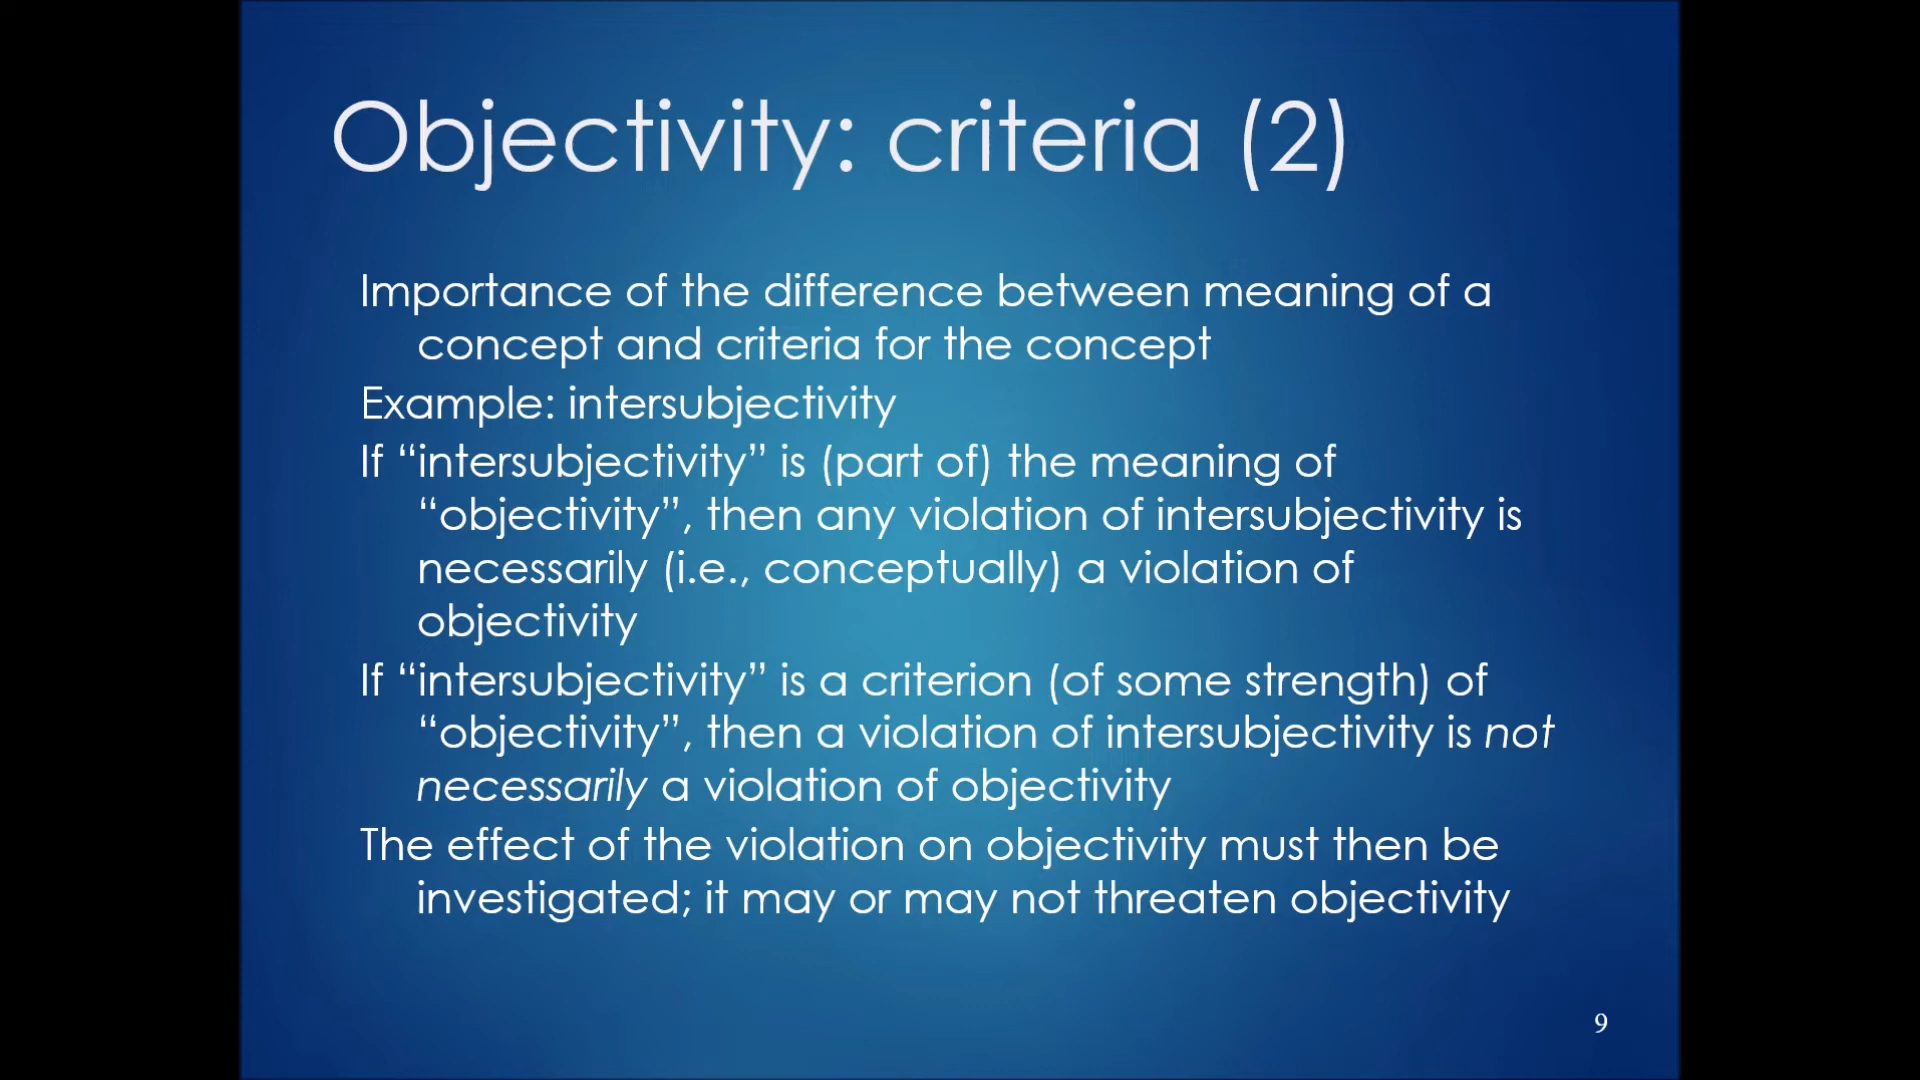 Objectivity: criteria (2)
Importance of the difference between meaning of a
concept and criteria for the concept
Example: intersubjectivity
If “intersubjectivity” is (part of) the meaning of
“objectivity”, then any violation of intersubjectivity is
necessarily (i.e., conceptually) a violation of
objectivity
If “intersubjectivity” is a criterion (of some strength) of
“objectivity”, then a violation of intersubjectivity is not
necessarily a violation of objectivity
The effect of the violation on objectivity must then be
investigated; it may or may not threaten objectivity
9